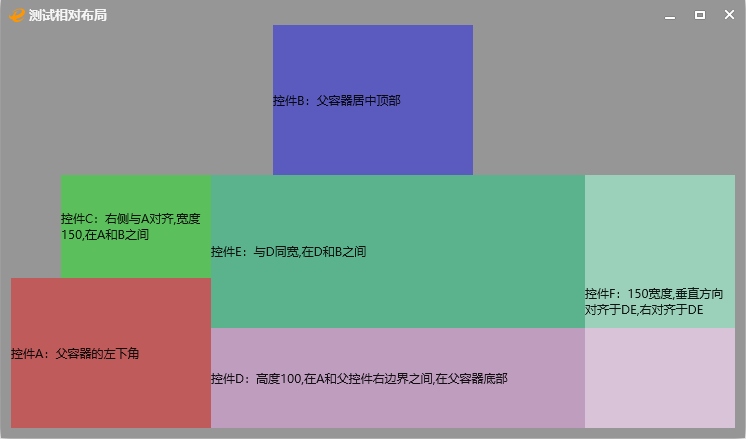 测试相对布局
控件B：父容器居中顶部
控件C：右侧与A对齐,宽度
150,在A和B之间
控件E：与D同宽,在D和B之间
控件F：150宽度,垂直方向
对齐于DE,右对齐于DE
控件A：父容器的左下角
控件D：高度100,在A和父控件右边界之间,在父容器底部